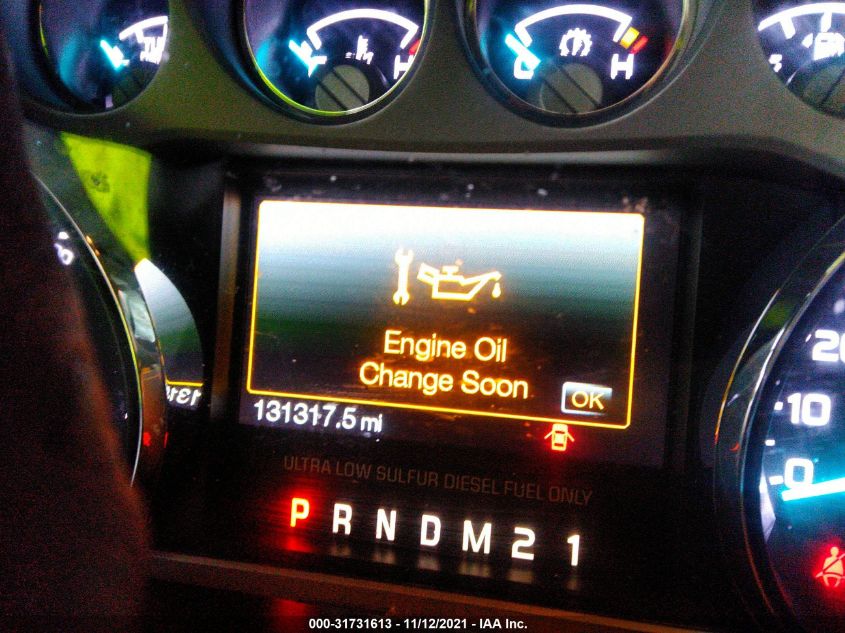 H
C H
Engine Oil
Change Soon
OK
131317.5 mi
20
10
0
ULTRA LOW SULFUR DIESEL FUEL ONLY
P R N D M 2 1
000-31731613 - 11/12/2021 - IAA Inc.